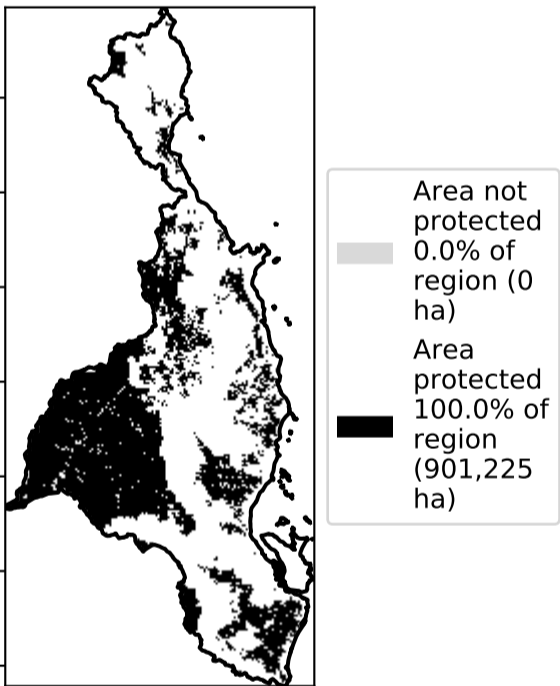 Area not
protected
0.0% of
region (0
ha)
Area
protected
100.0% of
region
(901,225
ha)